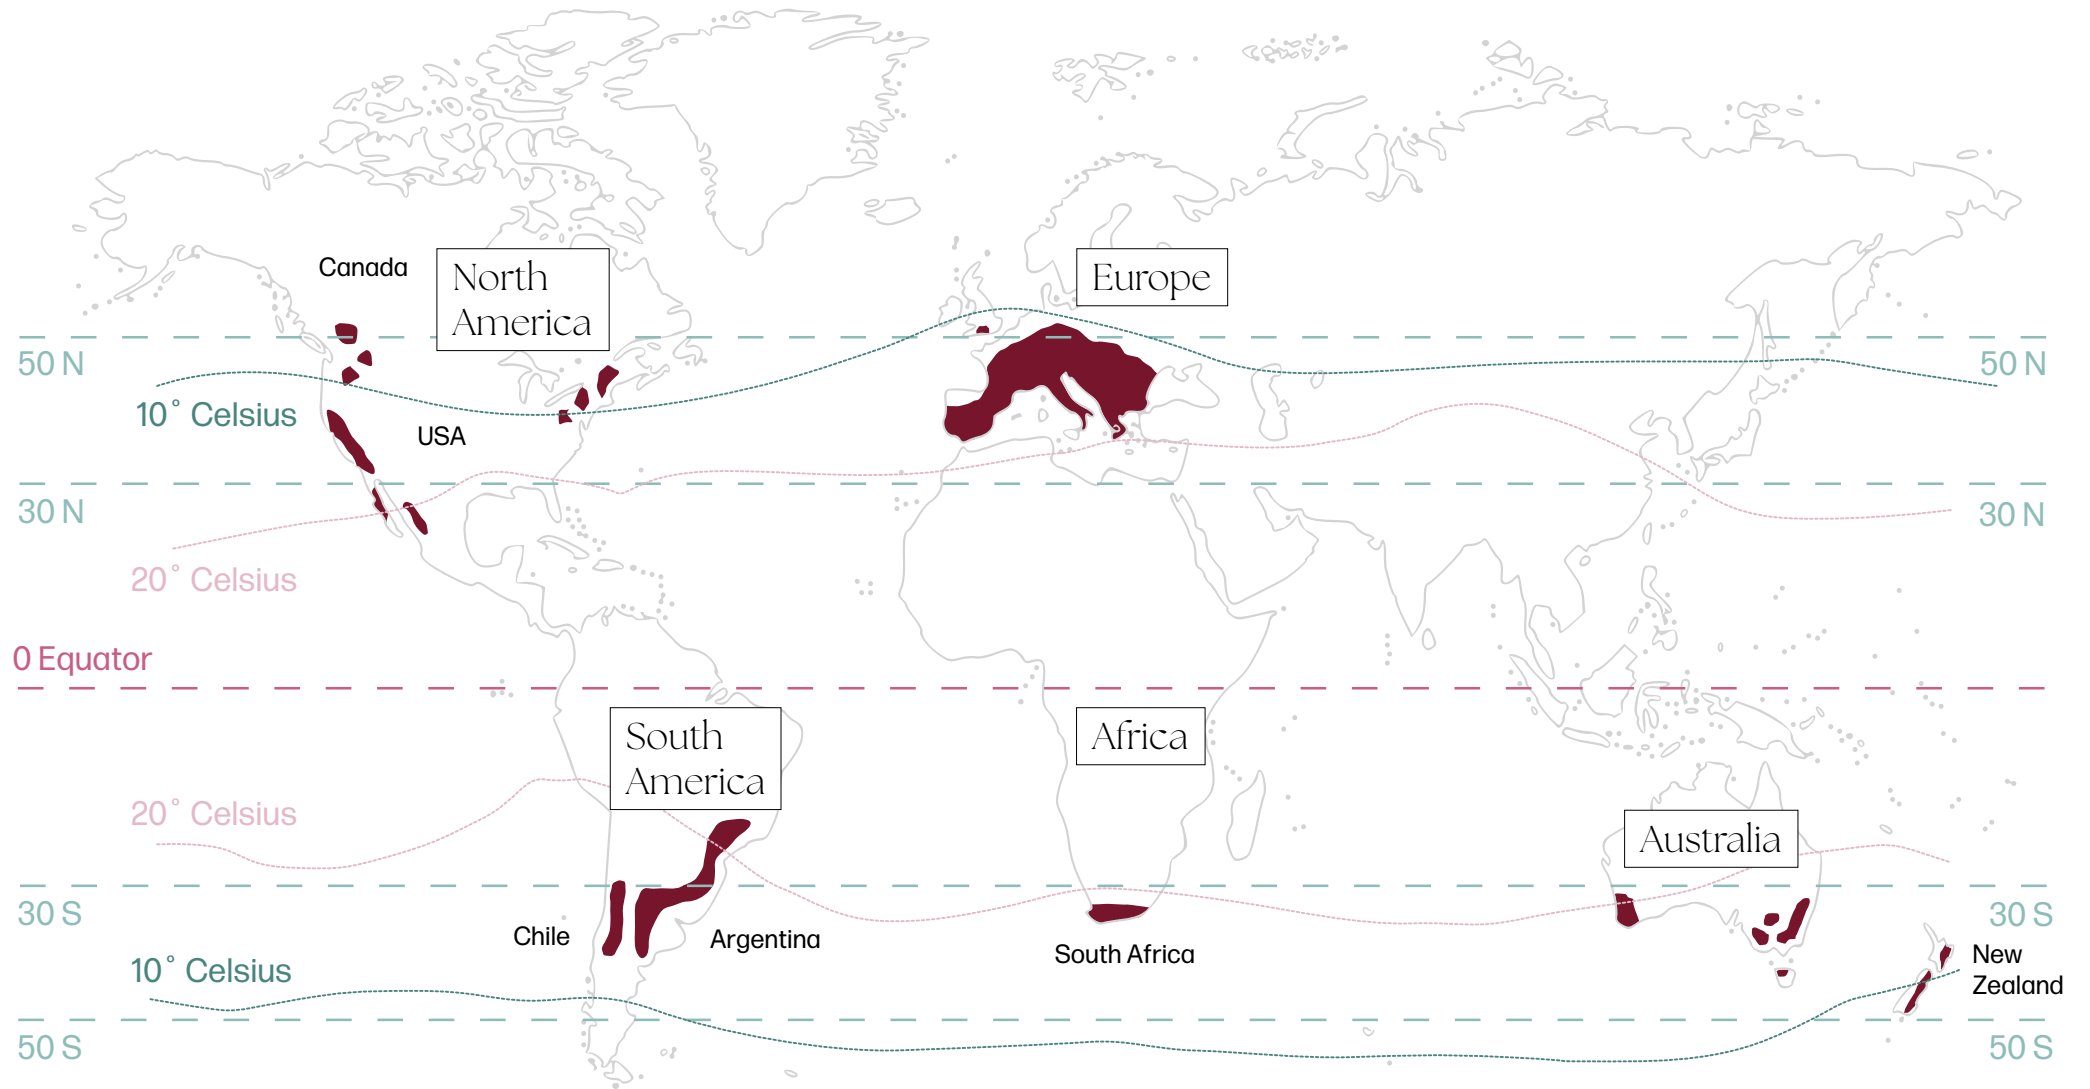 Canada
North
America
Europe
50 N
50 N
10° Celsius
USA
30 N
30 N
20° Celsius
0 Equator
South
America
Africa
20° Celsius
Australia
30 S
30 S
Chile
Argentina
South Africa
New
Zealand
10° Celsius
50 S
50 S